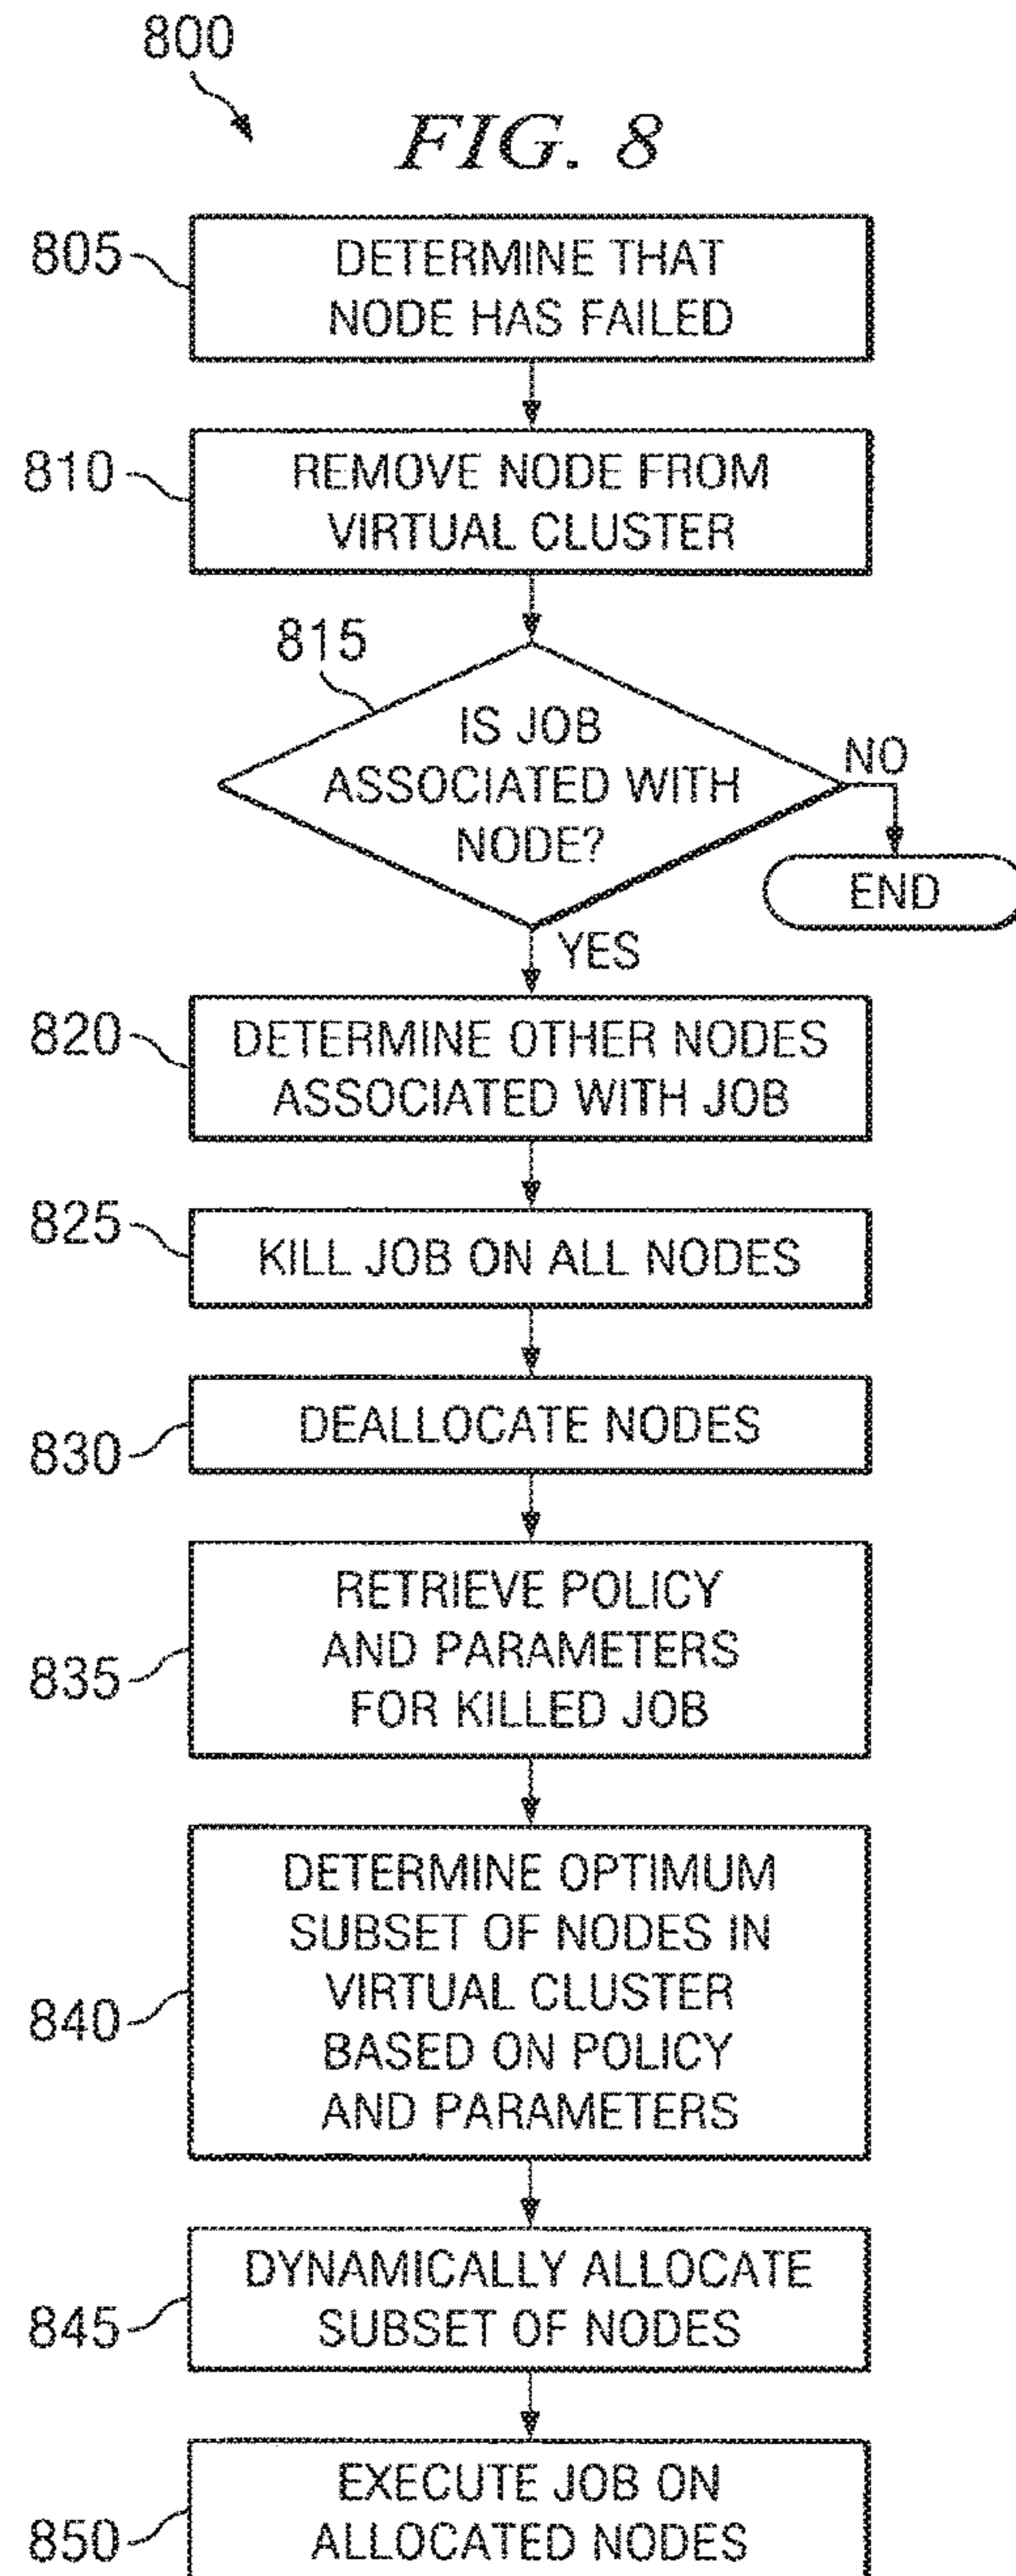 800
FIG. 8
805
DETERMINE THAT
NODE HAS FAILED
810
REMOVE NODE FROM
VIRTUAL CLUSTER
815
IS JOB
ASSOCIATED WITH
NODE?
NO
END
YES
820
DETERMINE OTHER NODES
ASSOCIATED WITH JOB
825
KILL JOB ON ALL NODES
830
DEALLOCATE NODES
835
RETRIEVE POLICY
AND PARAMETERS
FOR KILLED JOB
840
DETERMINE OPTIMUM
SUBSET OF NODES IN
VIRTUAL CLUSTER
BASED ON POLICY
AND PARAMETERS
845
DYNAMICALLY ALLOCATE
SUBSET OF NODES
850
EXECUTE JOB ON
ALLOCATED NODES